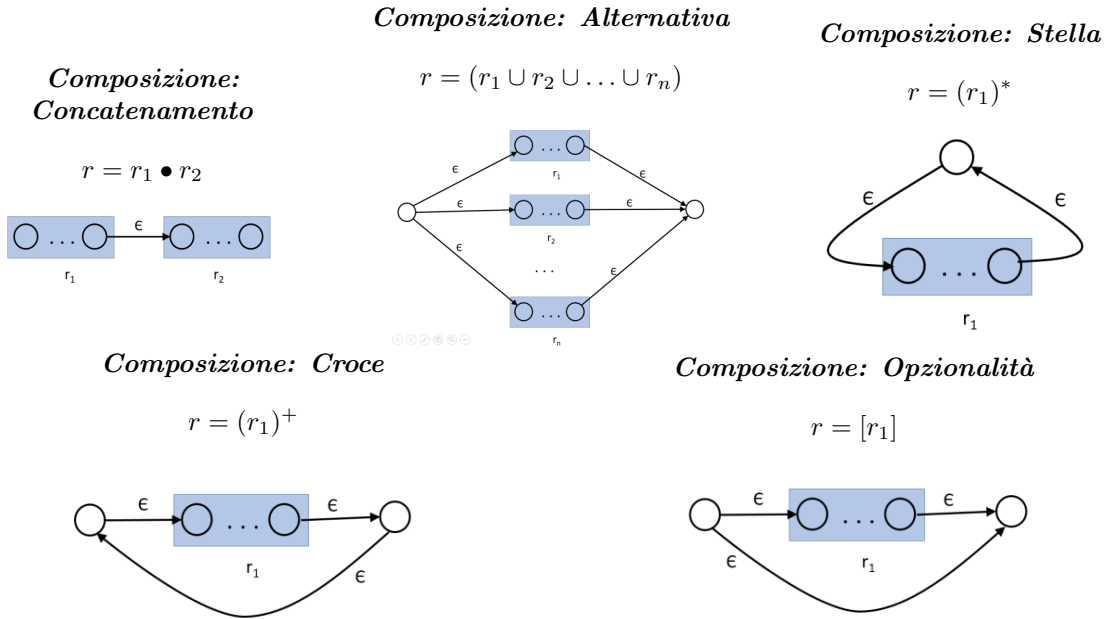 Composizione:
Concatenamento
r = r₁ • r₂
ϵ
r₁
r₂
Composizione: Alternativa
r = (r₁ ∪ r₂ ∪ … ∪ rₙ)
. . .
r₁
ϵ
ϵ
ϵ
. . .
ϵ
r₂
ϵ
. . .
ϵ
. . .
rₙ
Composizione: Stella
r = (r₁)*
ϵ
ϵ
. . .
r₁
Composizione: Croce
r = (r₁)⁺
ϵ
. . .
ϵ
r₁
ϵ
Composizione: Opzionalità
r = [r₁]
ϵ
. . .
ϵ
r₁
ϵ